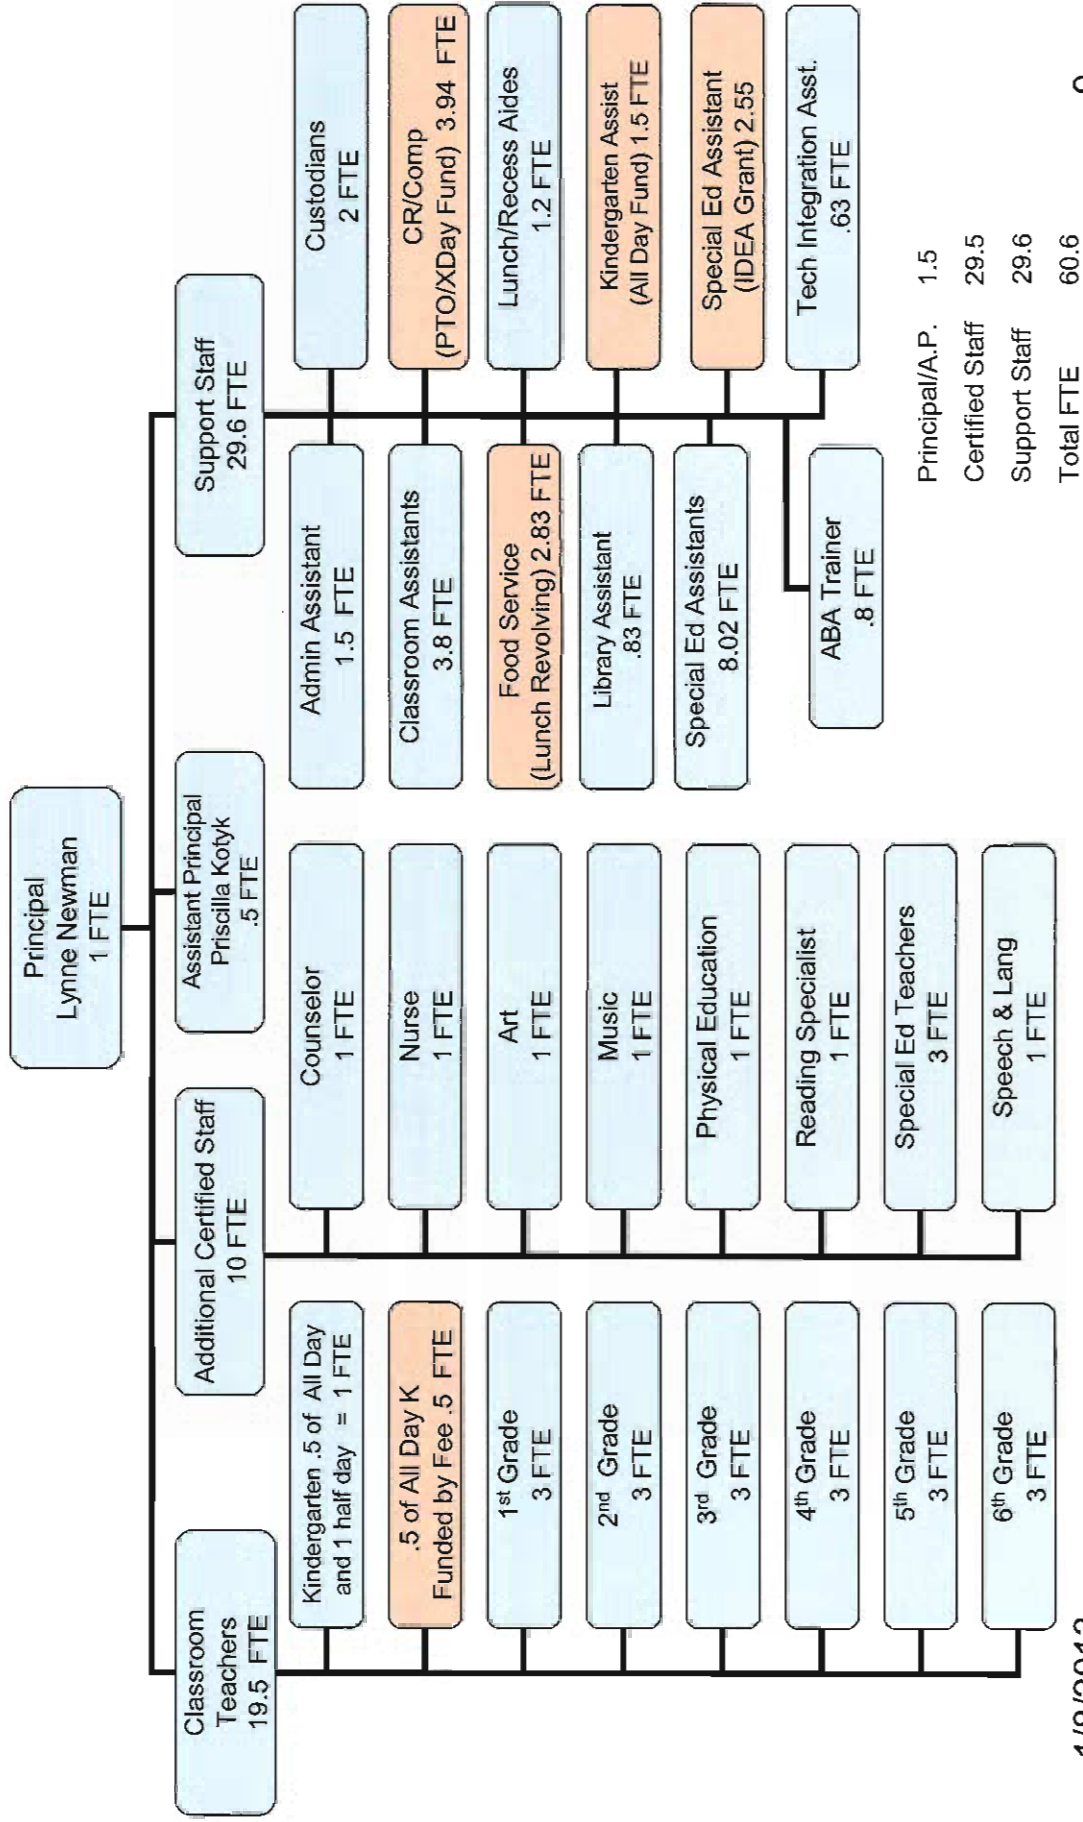 Principal
Lynne Newman
1 FTE
Classroom
Teachers
19.5 FTE
Additional Certified Staff
10 FTE
Assistant Principal
Priscilla Kotyk
.5 FTE
Support Staff
29.6 FTE
Kindergarten .5 of All Day
and 1 half day = 1 FTE
.5 of All Day K
Funded by Fee .5 FTE
1st Grade
3 FTE
2nd Grade
3 FTE
3rd Grade
3 FTE
4th Grade
3 FTE
5th Grade
3 FTE
6th Grade
3 FTE
Counselor
1 FTE
Nurse
1 FTE
Art
1 FTE
Music
1 FTE
Physical Education
1 FTE
Reading Specialist
1 FTE
Special Ed Teachers
3 FTE
Speech & Lang
1 FTE
Admin Assistant
1.5 FTE
Classroom Assistants
3.8 FTE
Food Service
(Lunch Revolving) 2.83 FTE
Library Assistant
.83 FTE
Special Ed Assistants
8.02 FTE
ABA Trainer
.8 FTE
Custodians
2 FTE
CR/Comp
(PTO/XDay Fund) 3.94 FTE
Lunch/Recess Aides
1.2 FTE
Kindergarten Assist
(All Day Fund) 1.5 FTE
Special Ed Assistant
(IDEA Grant) 2.55
Tech Integration Asst.
.63 FTE
Principal/A.P. 1.5
Certified Staff 29.5
Support Staff 29.6
Total FTE 60.6